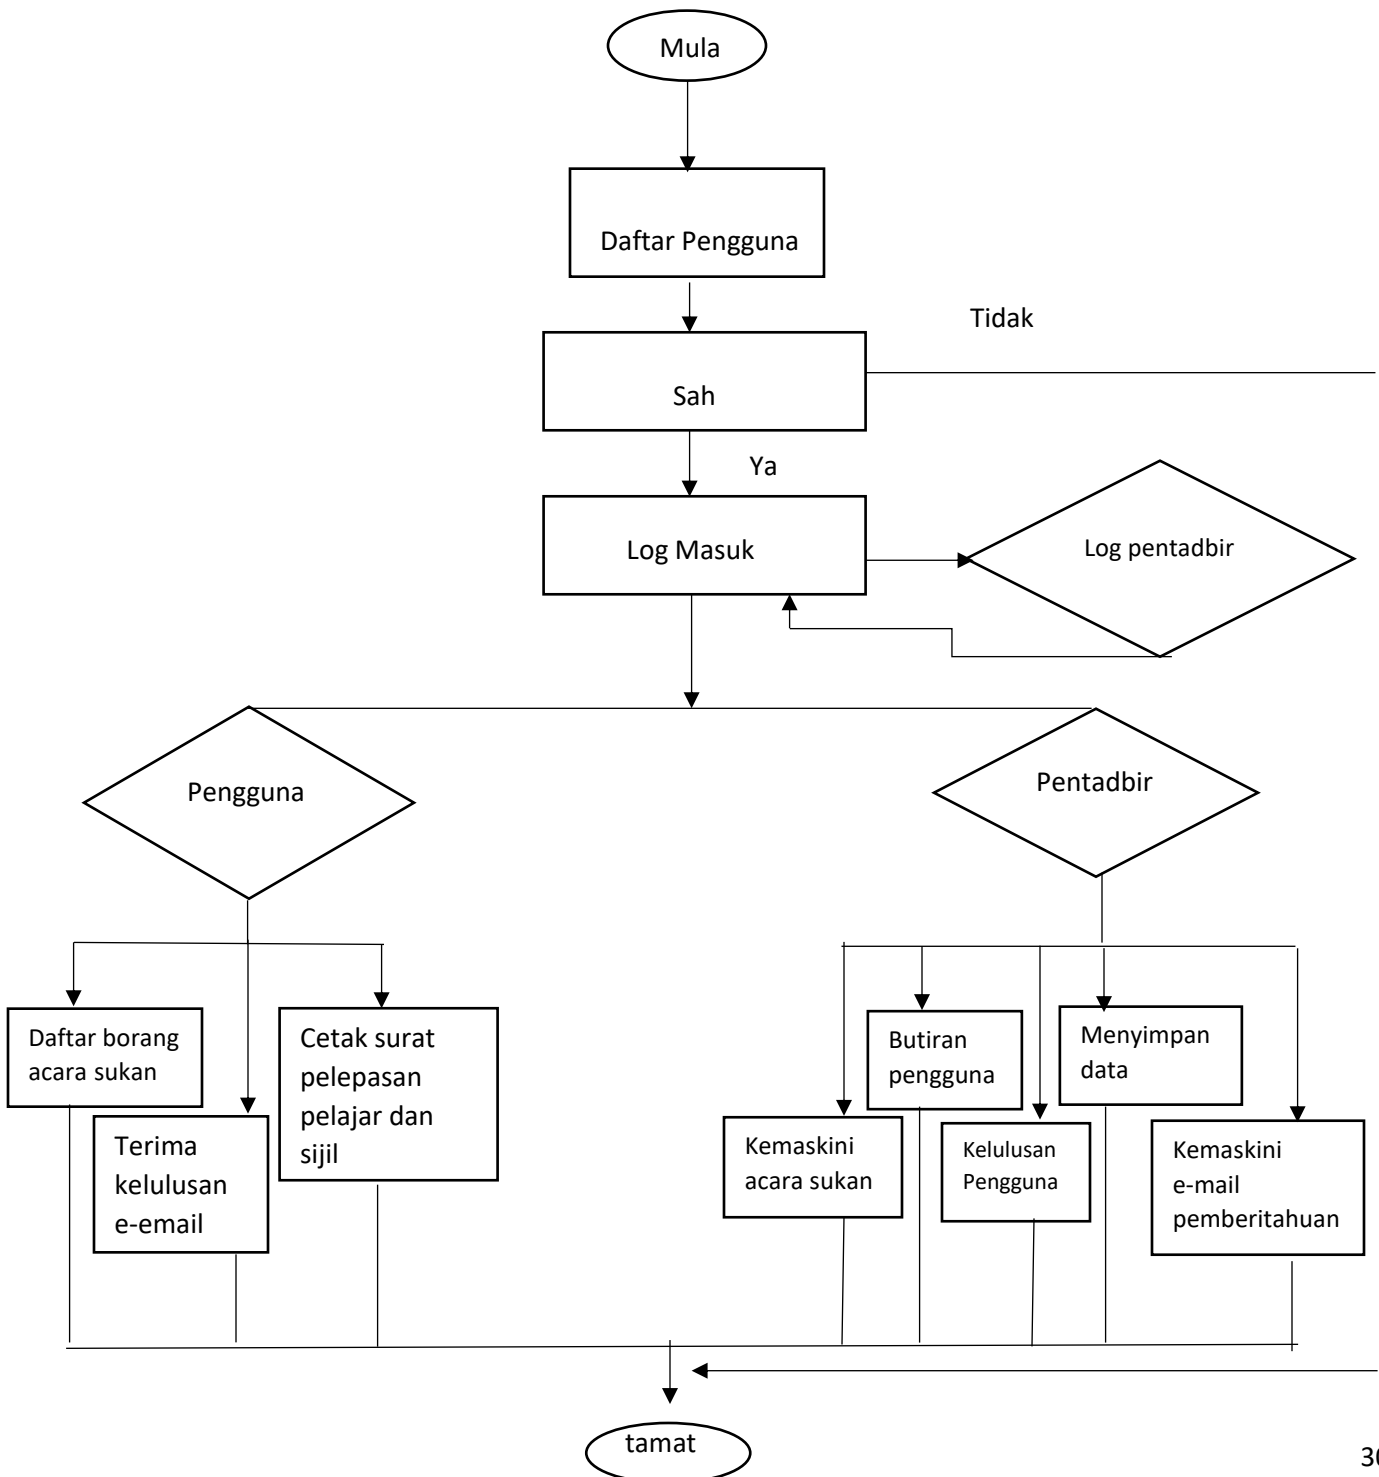 Mula
Daftar Pengguna
Tidak
Sah
Ya
Log Masuk
Log pentadbir
Pengguna
Pentadbir
Daftar borang
acara sukan
Terima
kelulusan
e-email
Cetak surat
pelepasan
pelajar dan
sijil
Kemaskini
acara sukan
Butiran
pengguna
Kelulusan
Pengguna
Menyimpan
data
Kemaskini
e-mail
pemberitahuan
tamat